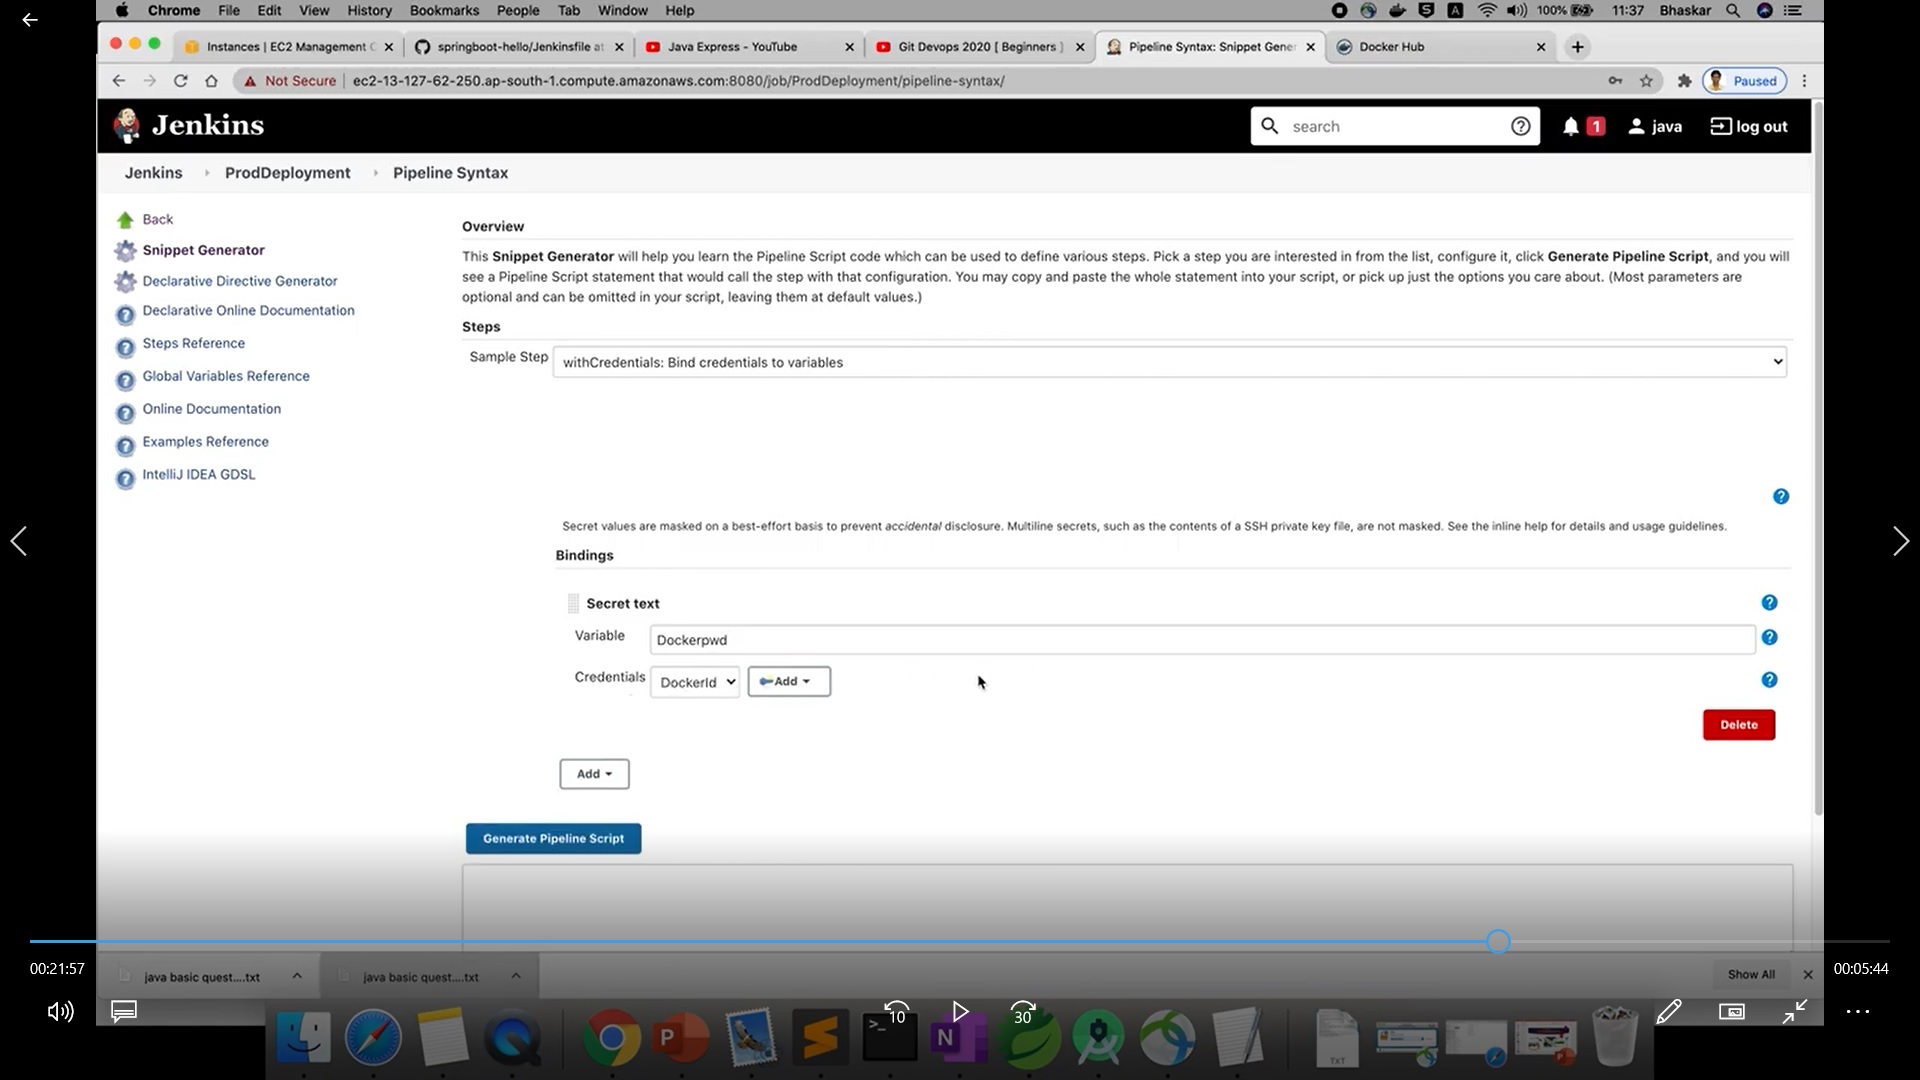 Chrome File Edit View History Bookmarks People Tab Window Help 100% 11:37 Bhaskar
Instances | EC2 Management C springboot-hello/Jenkinsfile at Java Express - YouTube Git Devops 2020 [ Beginners ] Pipeline Syntax: Snippet Gener Docker Hub
Not Secure ec2-13-127-62-250.ap-south-1.compute.amazonaws.com:8080/job/ProdDeployment/pipeline-syntax/ Paused
Jenkins search 1 java log out
Jenkins ProdDeployment Pipeline Syntax
Back
Snippet Generator
Declarative Directive Generator
Declarative Online Documentation
Steps Reference
Global Variables Reference
Online Documentation
Examples Reference
IntelliJ IDEA GDSL
Overview
This Snippet Generator will help you learn the Pipeline Script code which can be used to define various steps. Pick a step you are interested in from the list, configure it, click Generate Pipeline Script, and you will
see a Pipeline Script statement that would call the step with that configuration. You may copy and paste the whole statement into your script, or pick up just the options you care about. (Most parameters are
optional and can be omitted in your script, leaving them at default values.)
Steps
Sample Step withCredentials: Bind credentials to variables
Secret values are masked on a best-effort basis to prevent accidental disclosure. Multiline secrets, such as the contents of a SSH private key file, are not masked. See the inline help for details and usage guidelines.
Bindings
Secret text
Variable Dockerpwd
Credentials DockerId Add
Delete
Add
Generate Pipeline Script
00:21:57 00:05:44
java basic quest....txt java basic quest....txt Show All
10 30
TXT